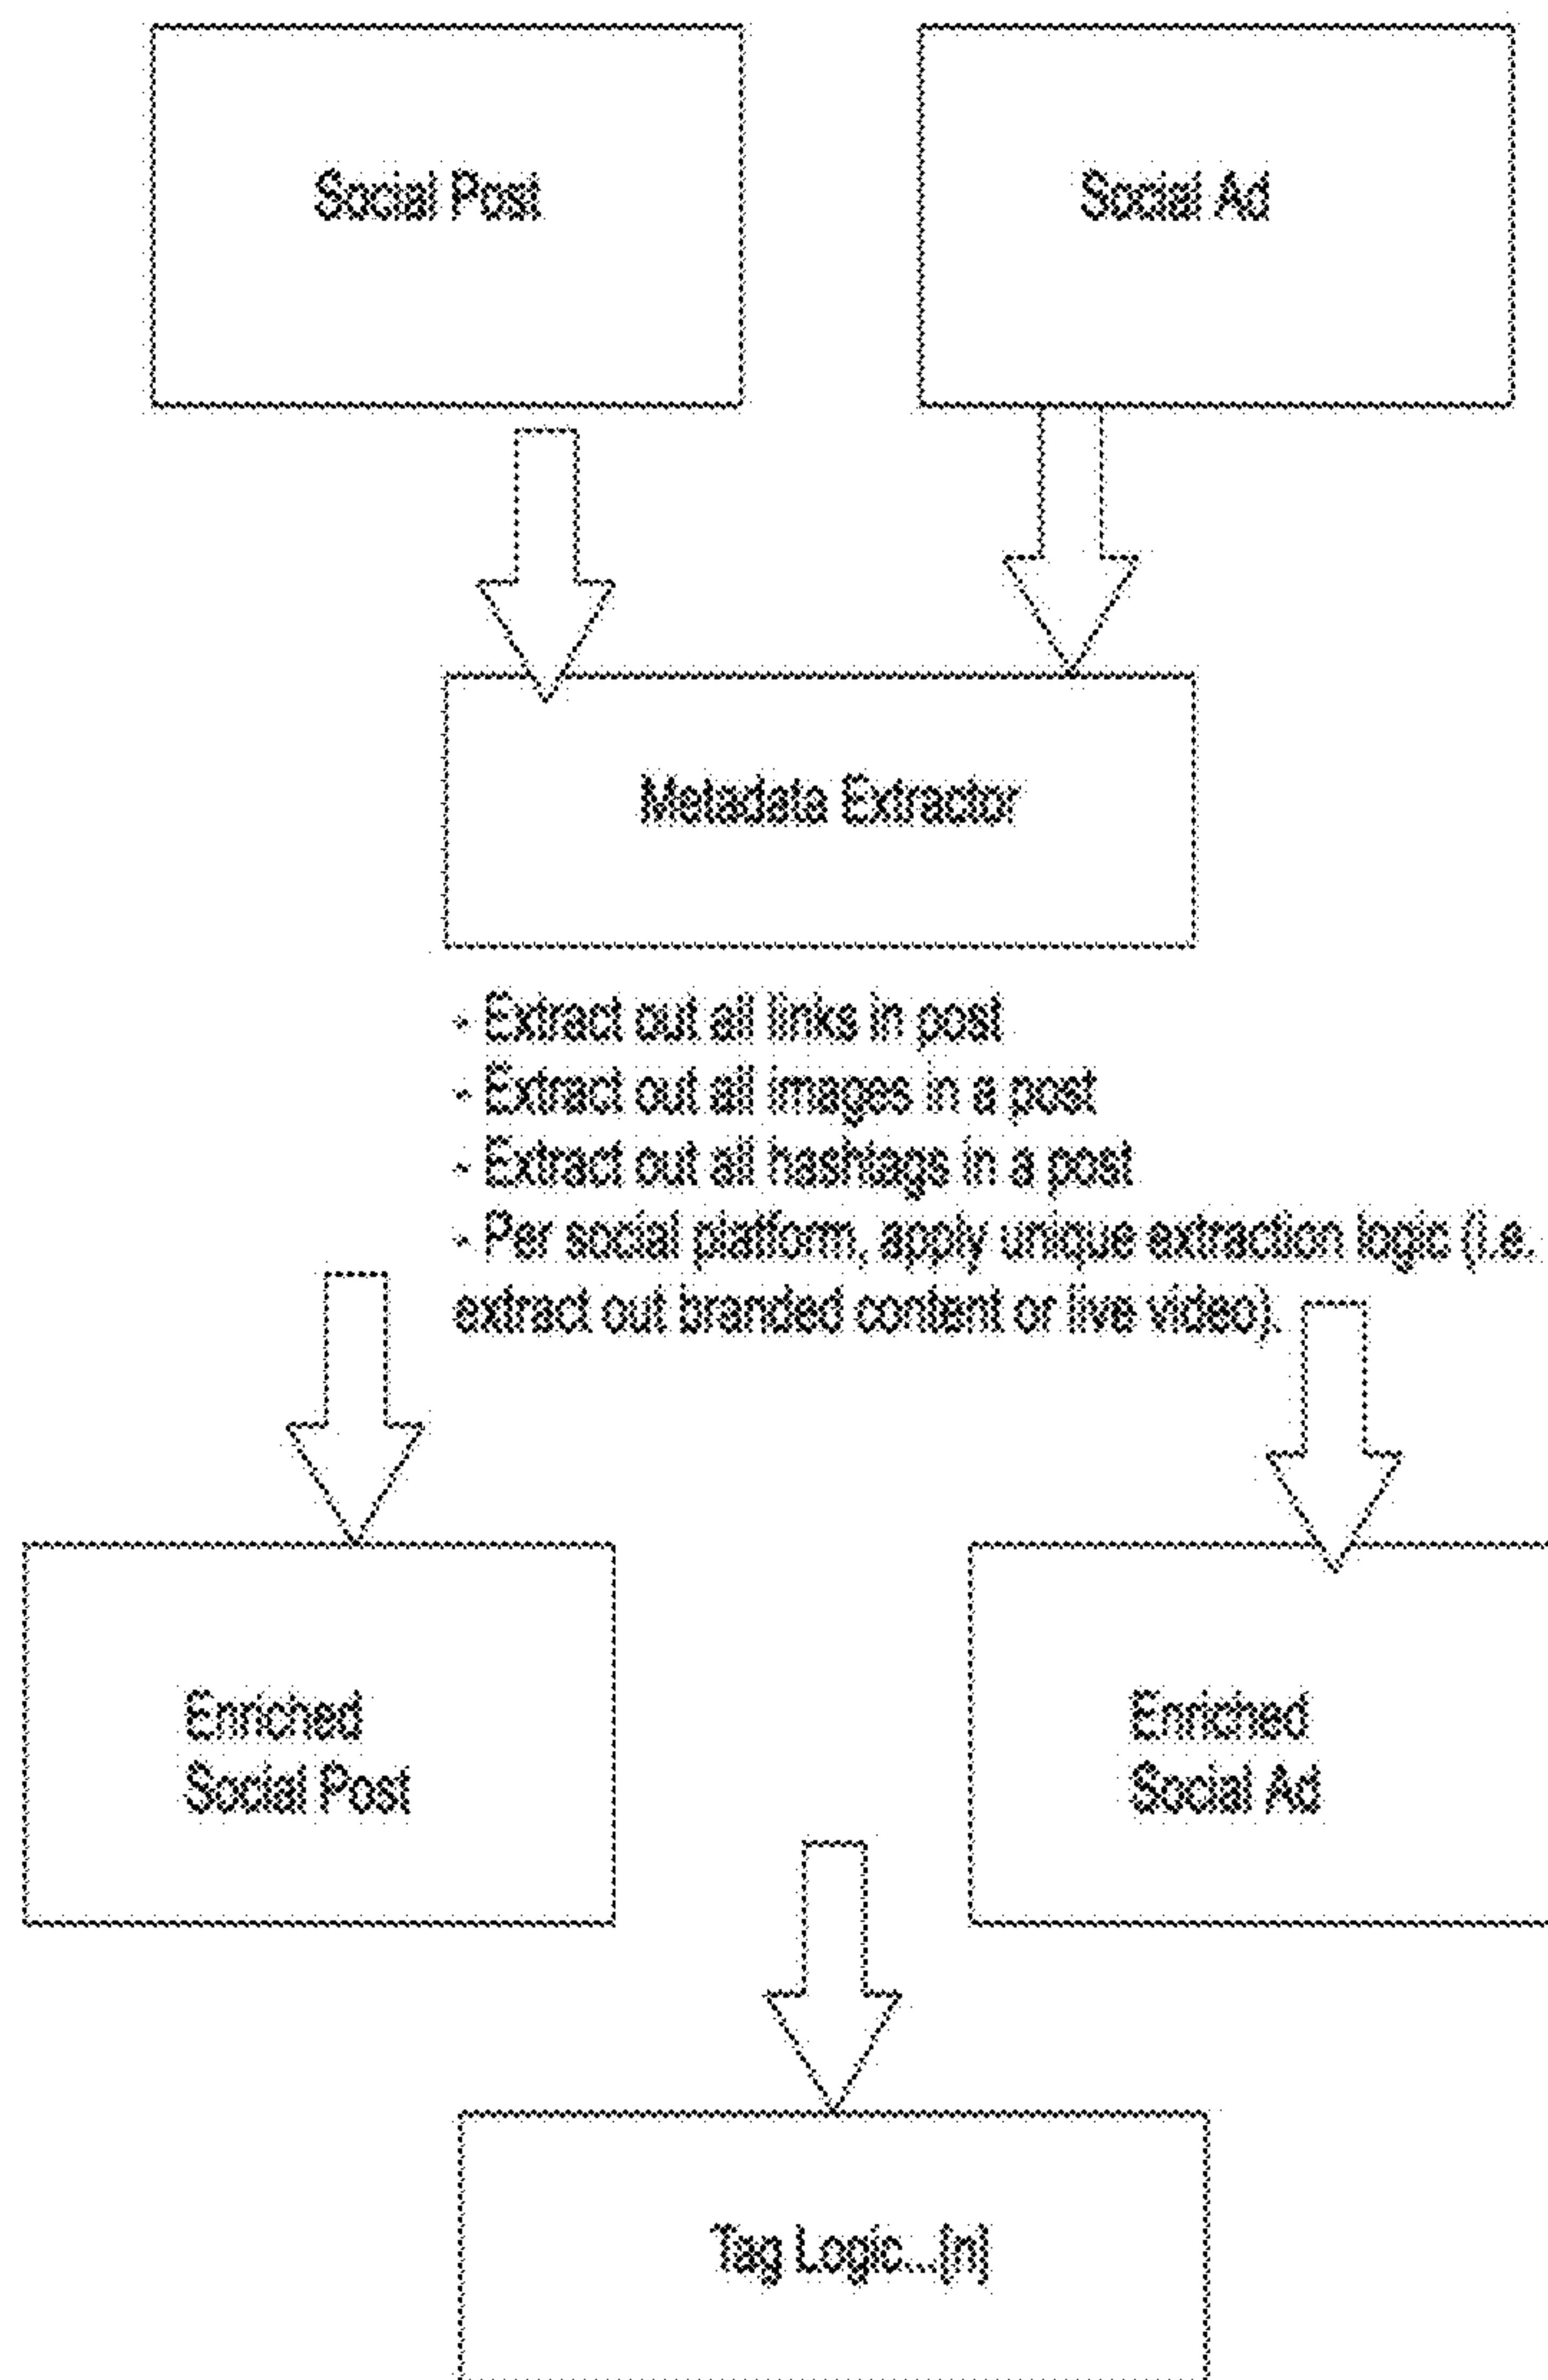 Social Post
Social Ad
Metadata Extractor
- Extract out all links in post
- Extract out all images in a post
- Extract out all hashtags in a post
- Per social platform, apply unique extraction logic (i.e.
extract out branded content or live video).
Enriched
Social Post
Enriched
Social Ad
Tag Logic...[n]